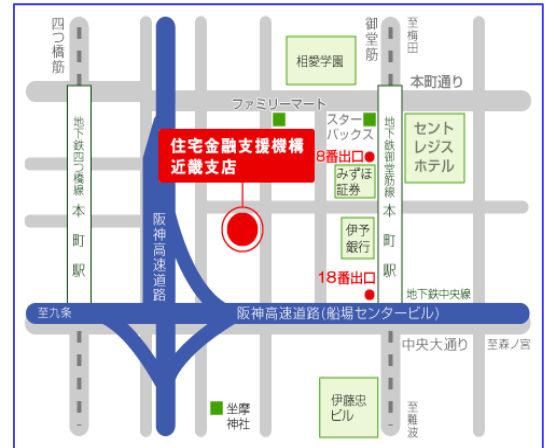 四つ橋筋
御堂筋
至梅田
相愛学園
本町通り
ファミリーマート
スター
バックス
セント
レジス
ホテル
住宅金融支援機構
近畿支店
8番出口
みずほ
証券
地下鉄四つ橋線
本町駅
地下鉄御堂筋線
本町駅
阪神高速道路
伊予
銀行
18番出口
地下鉄中央線
至九条
阪神高速道路(船場センタービル)
中央大通り
至森ノ宮
坐摩
神社
伊藤忠
ビル
至難波